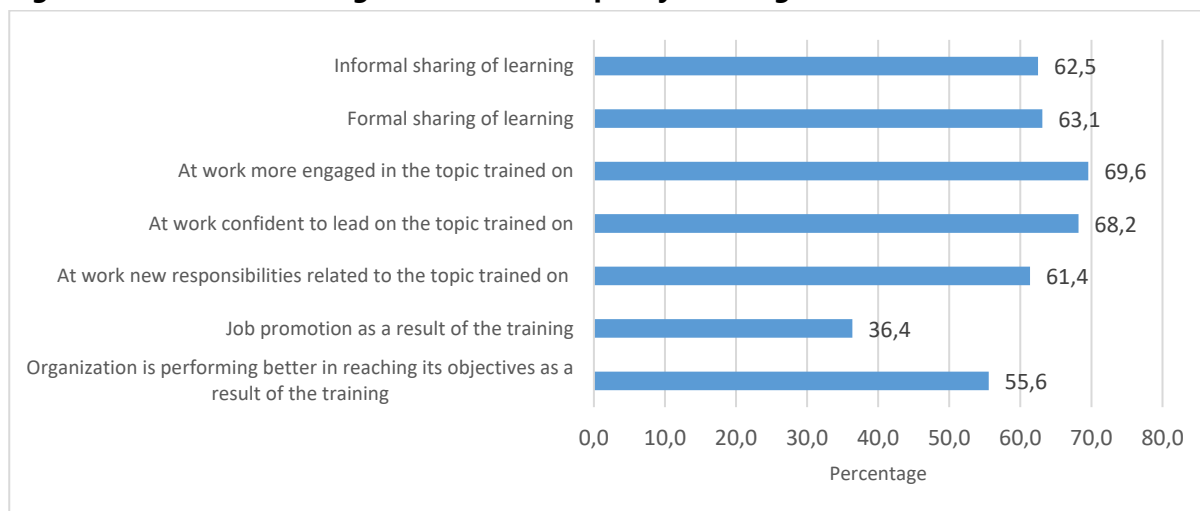 Informal sharing of learning 62,5
Formal sharing of learning 63,1
At work more engaged in the topic trained on 69,6
At work confident to lead on the topic trained on 68,2
At work new responsibilities related to the topic trained on 61,4
Job promotion as a result of the training 36,4
Organization is performing better in reaching its objectives as a
result of the training 55,6
0,0 10,0 20,0 30,0 40,0 50,0 60,0 70,0 80,0
Percentage